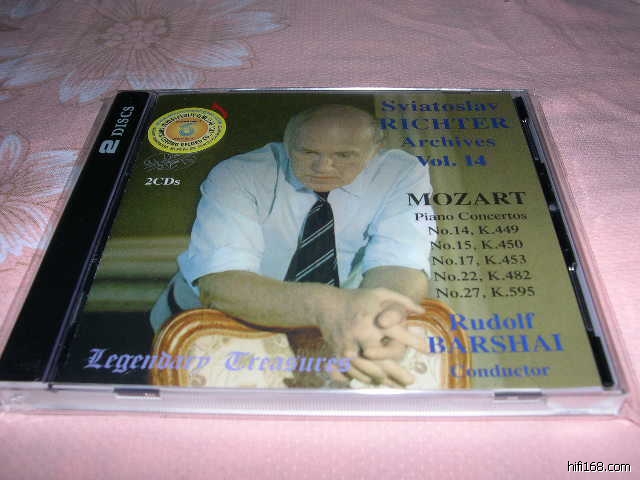 2 DISCS
2CDs
Sviatoslav
RICHTER
Archives
Vol. 14
MOZART
Piano Concertos
No.14, K.449
No.15, K.450
No.17, K.453
No.22, K.482
No.27, K.595
Rudolf
BARSHAI
Conductor
Legendary Treasures
hifi168.com